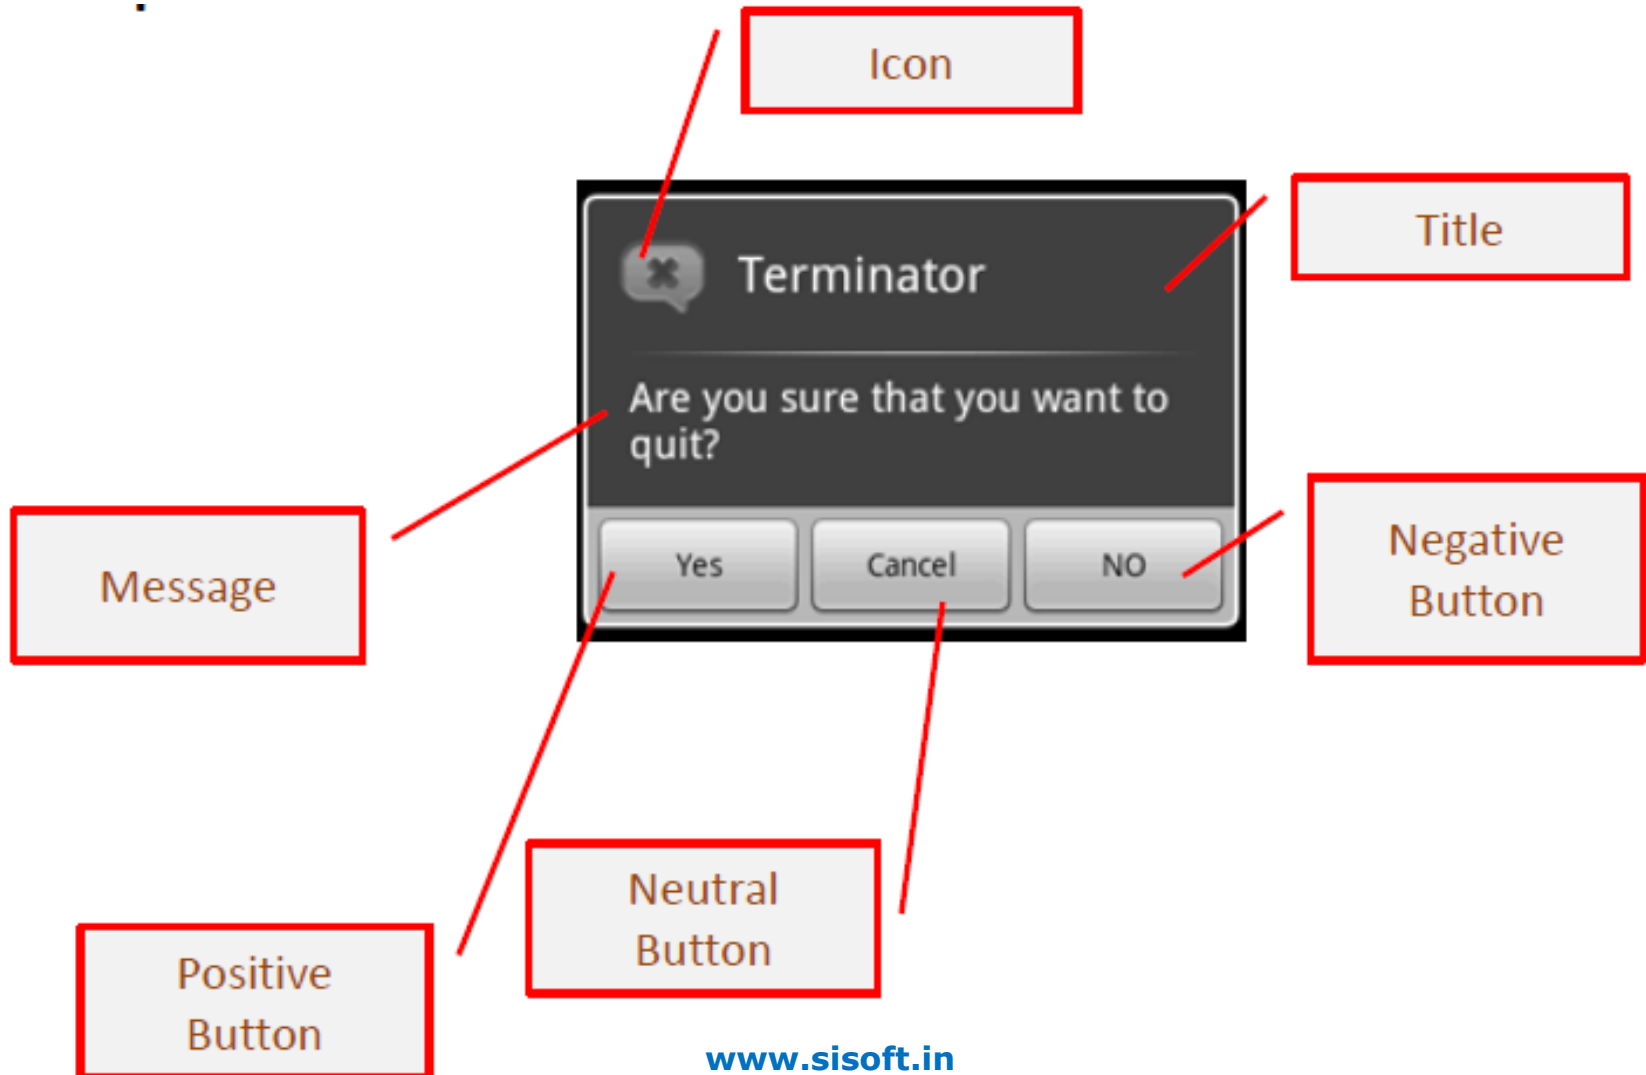 Icon
Title
Terminator
Are you sure that you want to
quit?
Message
Yes
Cancel
NO
Negative
Button
Neutral
Button
Positive
Button
www.sisoft.in